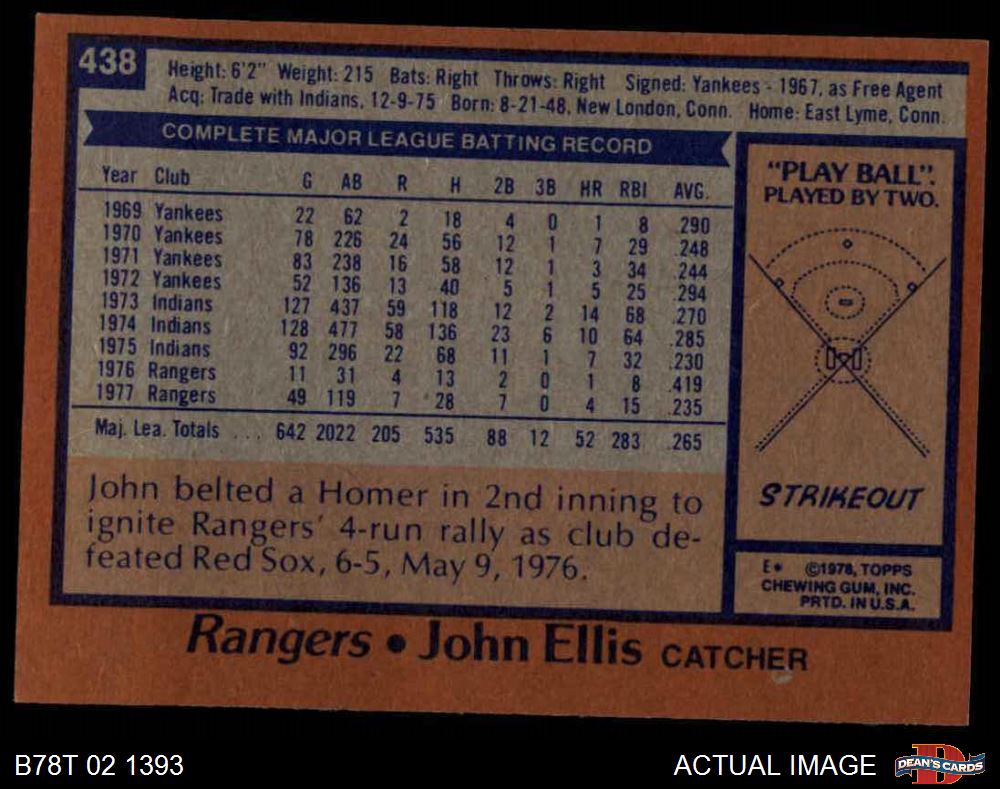 438
Height: 6'2" Weight: 215 Bats: Right Throws: Right Signed: Yankees - 1967, as Free Agent
Acq: Trade with Indians, 12-9-75 Born: 8-21-48, New London, Conn. Home: East Lyme, Conn.
COMPLETE MAJOR LEAGUE BATTING RECORD
Year Club G AB R H 2B 3B HR RBI AVG.
1969 Yankees 22 62 2 18 4 0 1 8 .290
1970 Yankees 78 226 24 56 12 1 7 29 .248
1971 Yankees 83 238 16 58 12 1 3 34 .244
1972 Yankees 52 136 13 40 5 1 5 25 .294
1973 Indians 127 437 59 118 12 2 14 68 .270
1974 Indians 128 477 58 136 23 6 10 64 .285
1975 Indians 92 296 22 68 11 1 7 32 .230
1976 Rangers 11 31 4 13 2 0 1 8 .419
1977 Rangers 49 119 7 28 7 0 4 15 .235
Maj. Lea. Totals ... 642 2022 205 535 88 12 52 283 .265
John belted a Homer in 2nd inning to
ignite Rangers' 4-run rally as club de-
feated Red Sox, 6-5, May 9, 1976.
"PLAY BALL".
PLAYED BY TWO.
STRIKEOUT
E* ©1978, TOPPS
CHEWING GUM, INC.
PRTD. IN U.S.A.
Rangers • John Ellis CATCHER
B78T 02 1393
ACTUAL IMAGE
D
DEAN'S CARDS